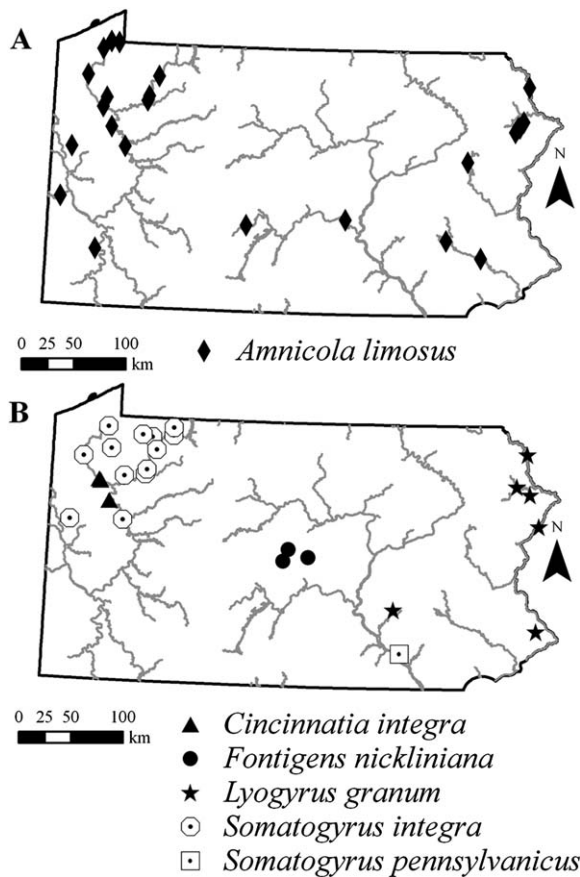 A
N
0 25 50 100
km
Amnicola limosus
B
N
0 25 50 100
km
Cincinnatia integra
Fontigens nickliniana
Lyogyrus granum
Somatogyrus integra
Somatogyrus pennsylvanicus